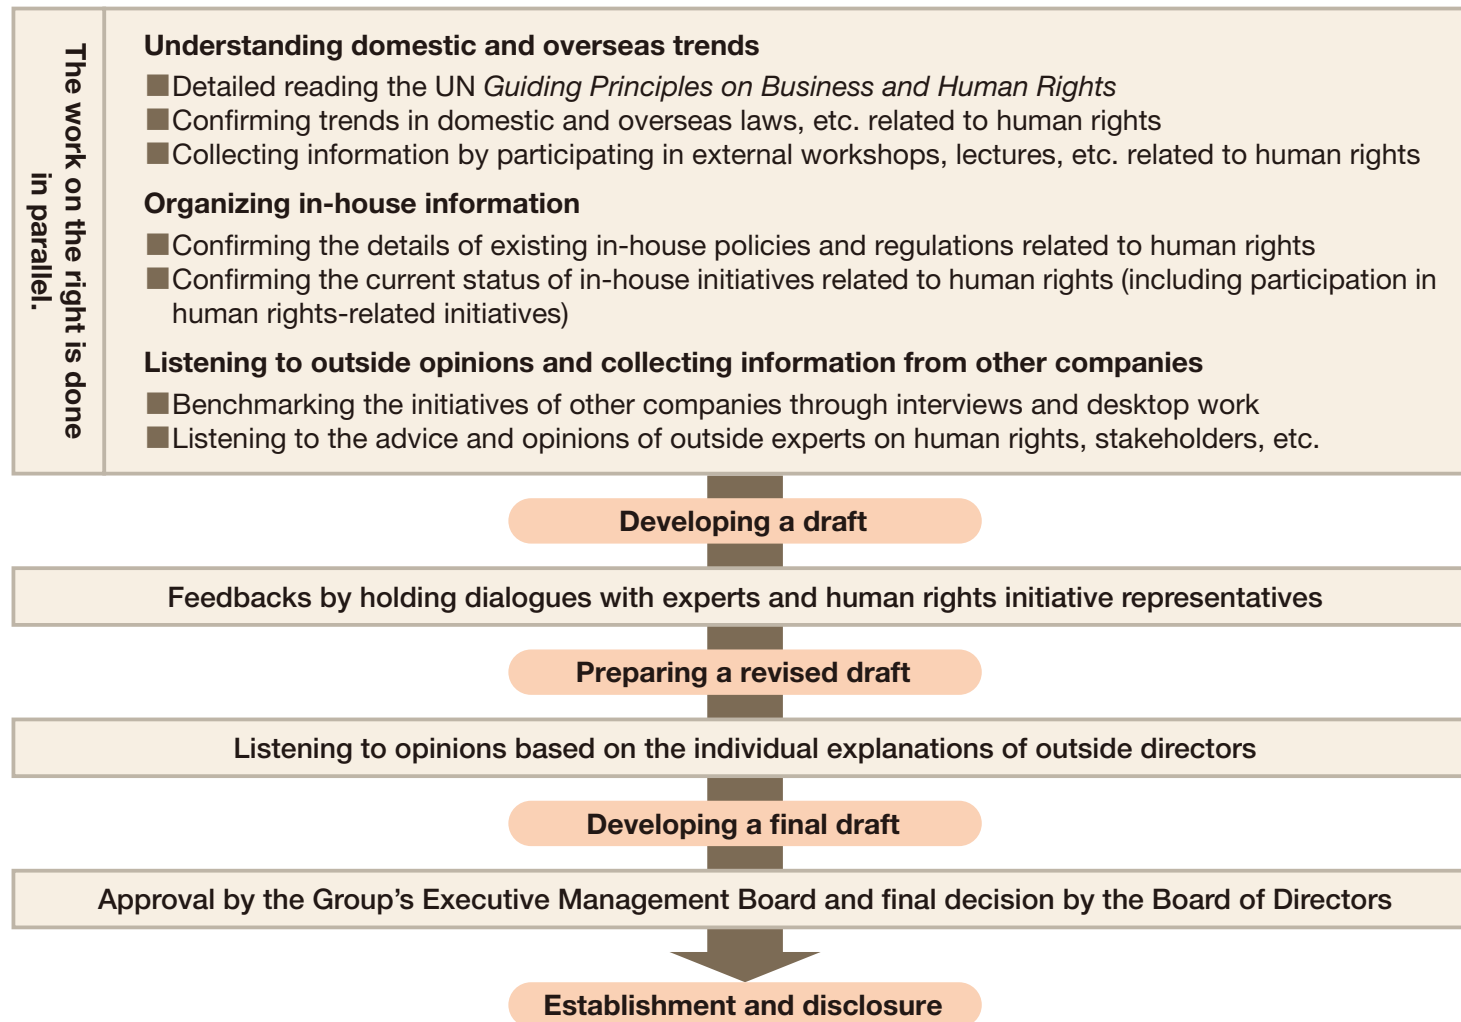 The work on the right is done
in parallel.
Understanding domestic and overseas trends
■Detailed reading the UN Guiding Principles on Business and Human Rights
■Confirming trends in domestic and overseas laws, etc. related to human rights
■Collecting information by participating in external workshops, lectures, etc. related to human rights
Organizing in-house information
■Confirming the details of existing in-house policies and regulations related to human rights
■Confirming the current status of in-house initiatives related to human rights (including participation in
human rights-related initiatives)
Listening to outside opinions and collecting information from other companies
■Benchmarking the initiatives of other companies through interviews and desktop work
■Listening to the advice and opinions of outside experts on human rights, stakeholders, etc.
Developing a draft
Feedbacks by holding dialogues with experts and human rights initiative representatives
Preparing a revised draft
Listening to opinions based on the individual explanations of outside directors
Developing a final draft
Approval by the Group’s Executive Management Board and final decision by the Board of Directors
Establishment and disclosure